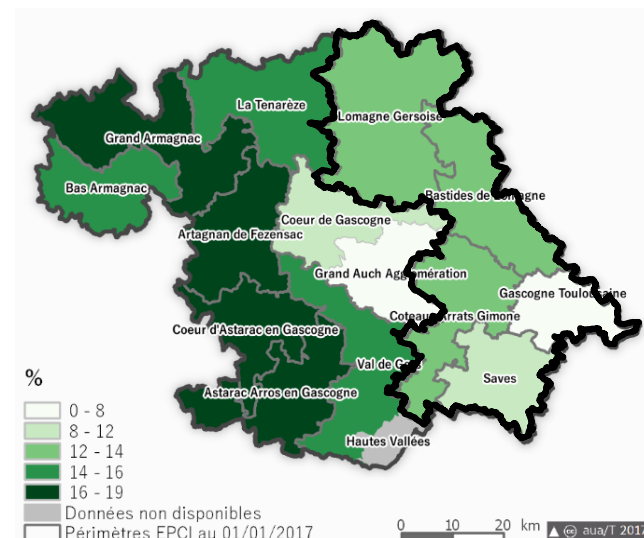 La Tenarèze
Lomagne Gersoise
Grand Armagnac
Bas Armagnac
Bastides de Lomagne
Coeur de Gascogne
Artagnan de Fezensac
Grand Auch Agglomération
Gascogne Toulousaine
Coteaux Arrats Gimone
Coeur d'Astarac en Gascogne
Val de Gers
Saves
Astarac Arros en Gascogne
Hautes Vallées
%
0 - 8
8 - 12
12 - 14
14 - 16
16 - 19
Données non disponibles
Périmètres EPCI au 01/01/2017
0 10 20 km
cc aua/T 2017